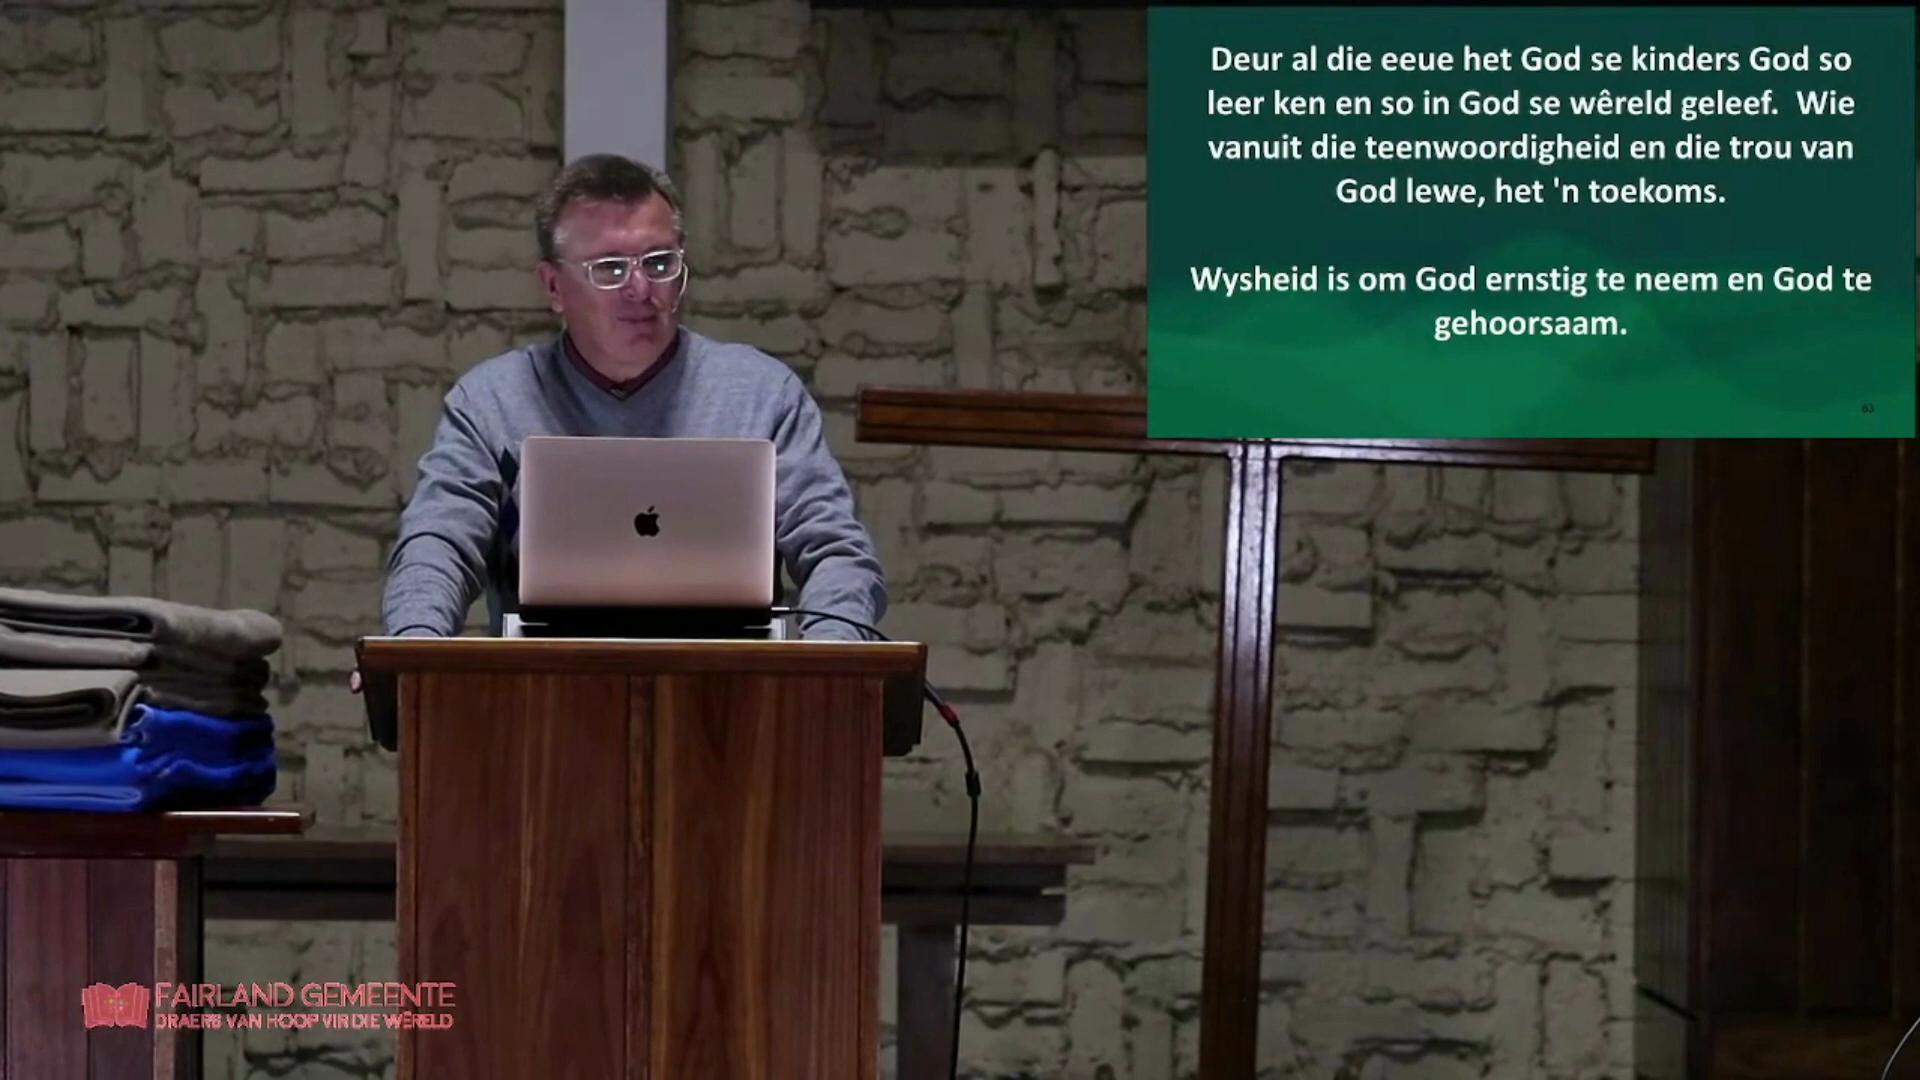 Deur al die eeue het God se kinders God so
leer ken en so in God se wêreld geleef.  Wie
vanuit die teenwoordigheid en die trou van
God lewe, het 'n toekoms.
Wysheid is om God ernstig te neem en God te
gehoorsaam.
63
FAIRLAND GEMEENTE
DRAERS VAN HOOP VIR DIE WÊRELD